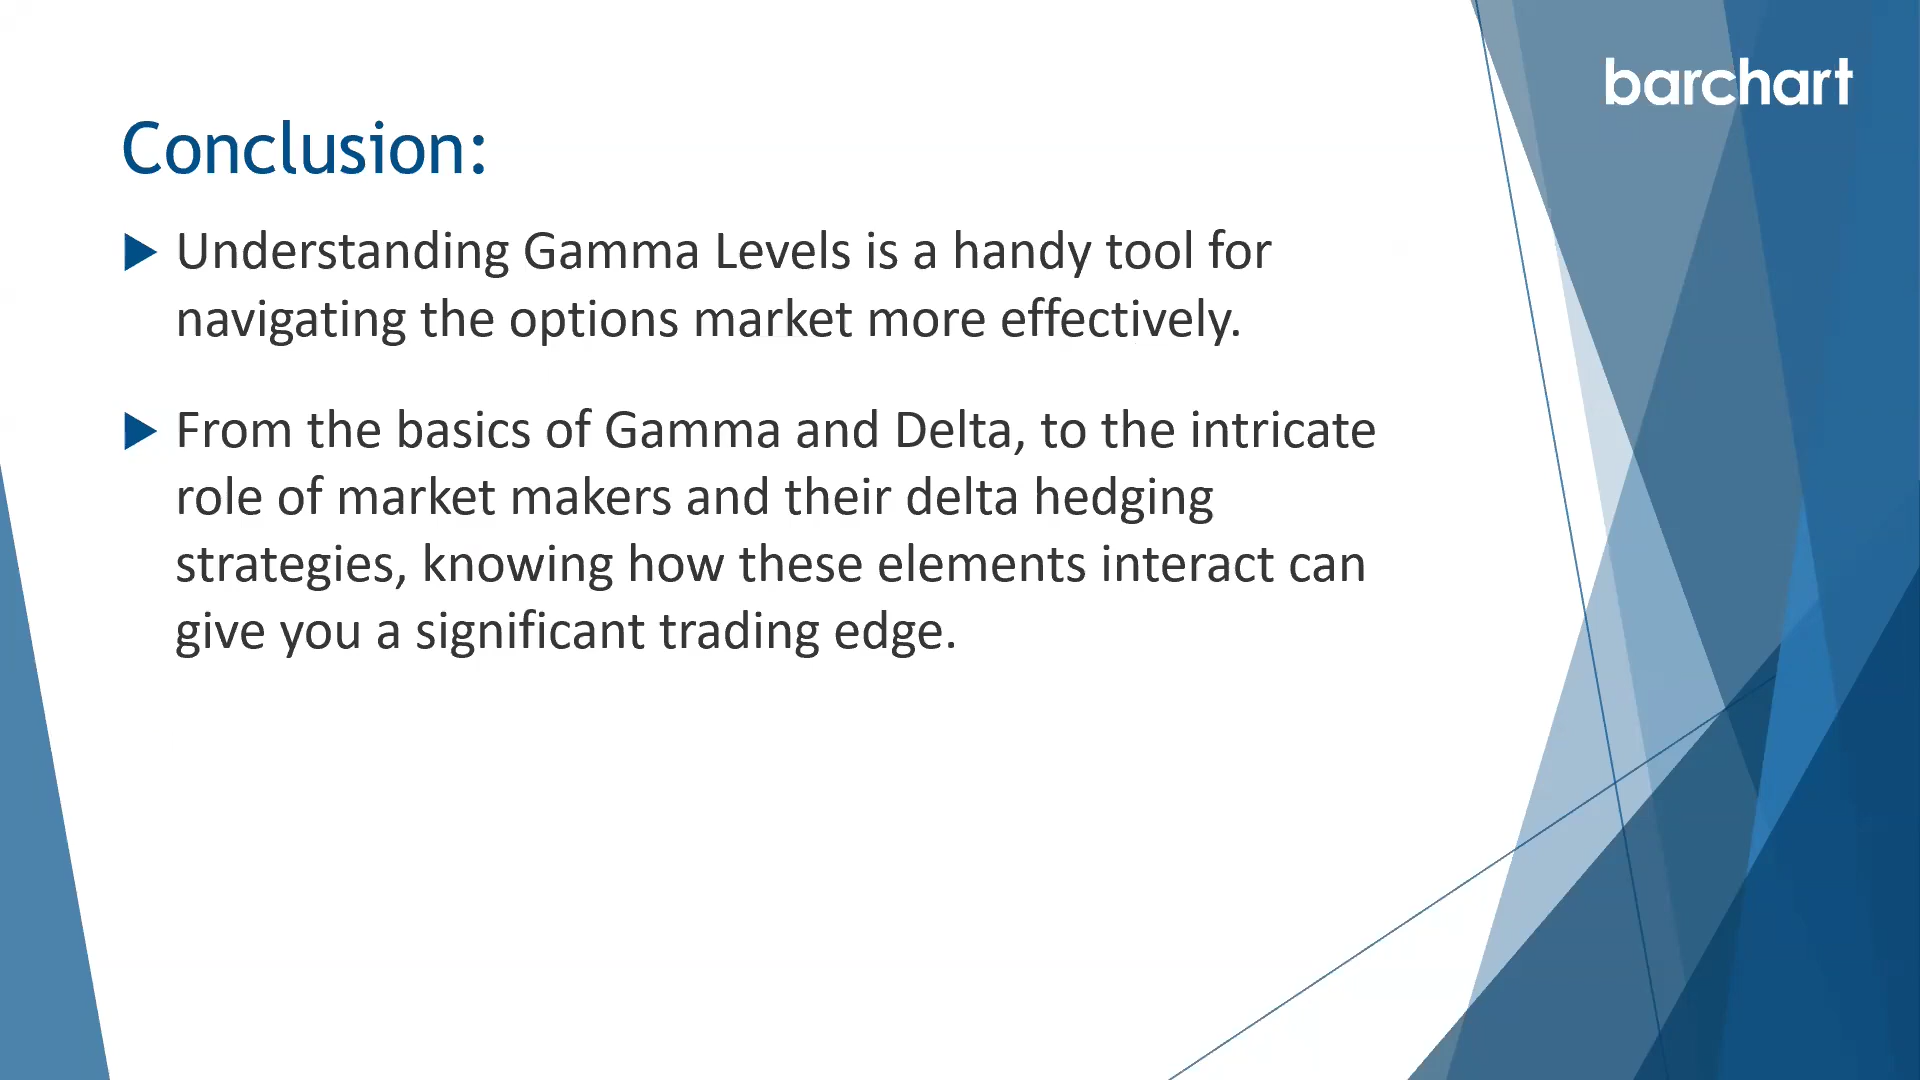 barchart
Conclusion:
Understanding Gamma Levels is a handy tool for
navigating the options market more effectively.
From the basics of Gamma and Delta, to the intricate
role of market makers and their delta hedging
strategies, knowing how these elements interact can
give you a significant trading edge.